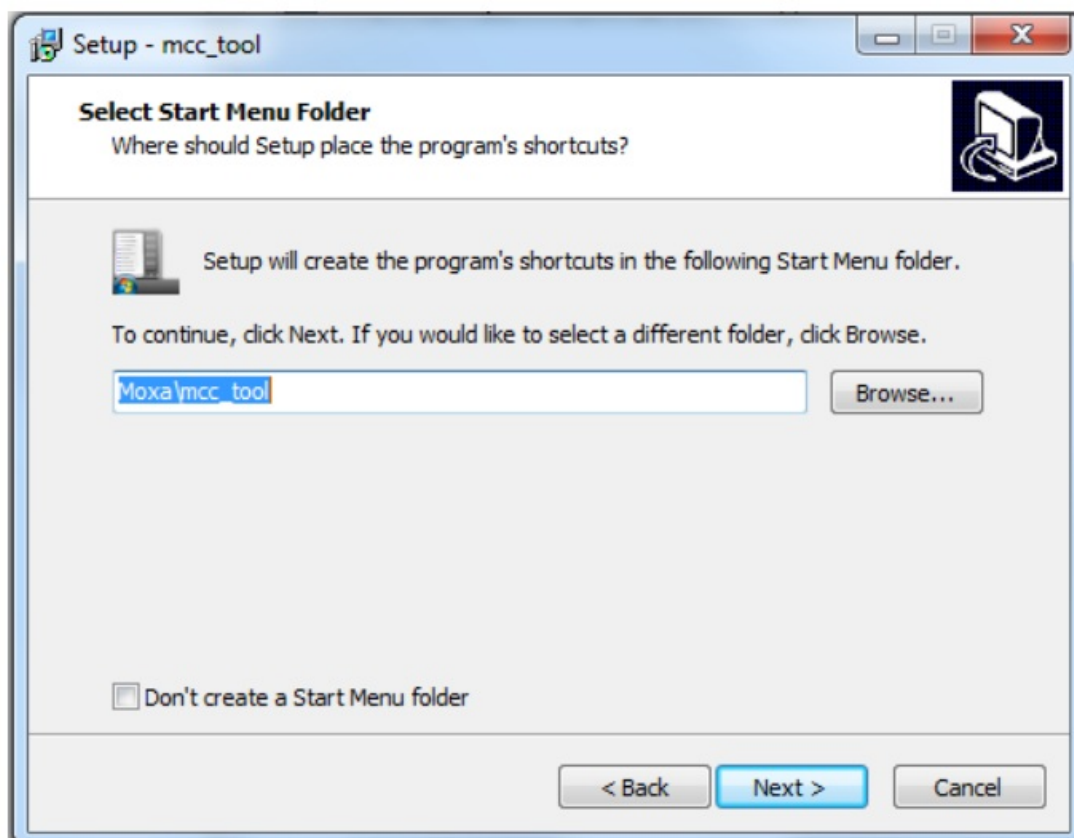 Setup - mcc_tool
Select Start Menu Folder
Where should Setup place the program's shortcuts?
Setup will create the program's shortcuts in the following Start Menu folder.
To continue, click Next. If you would like to select a different folder, click Browse.
Moxa\mcc_tool
Browse...
Don't create a Start Menu folder
< Back
Next >
Cancel